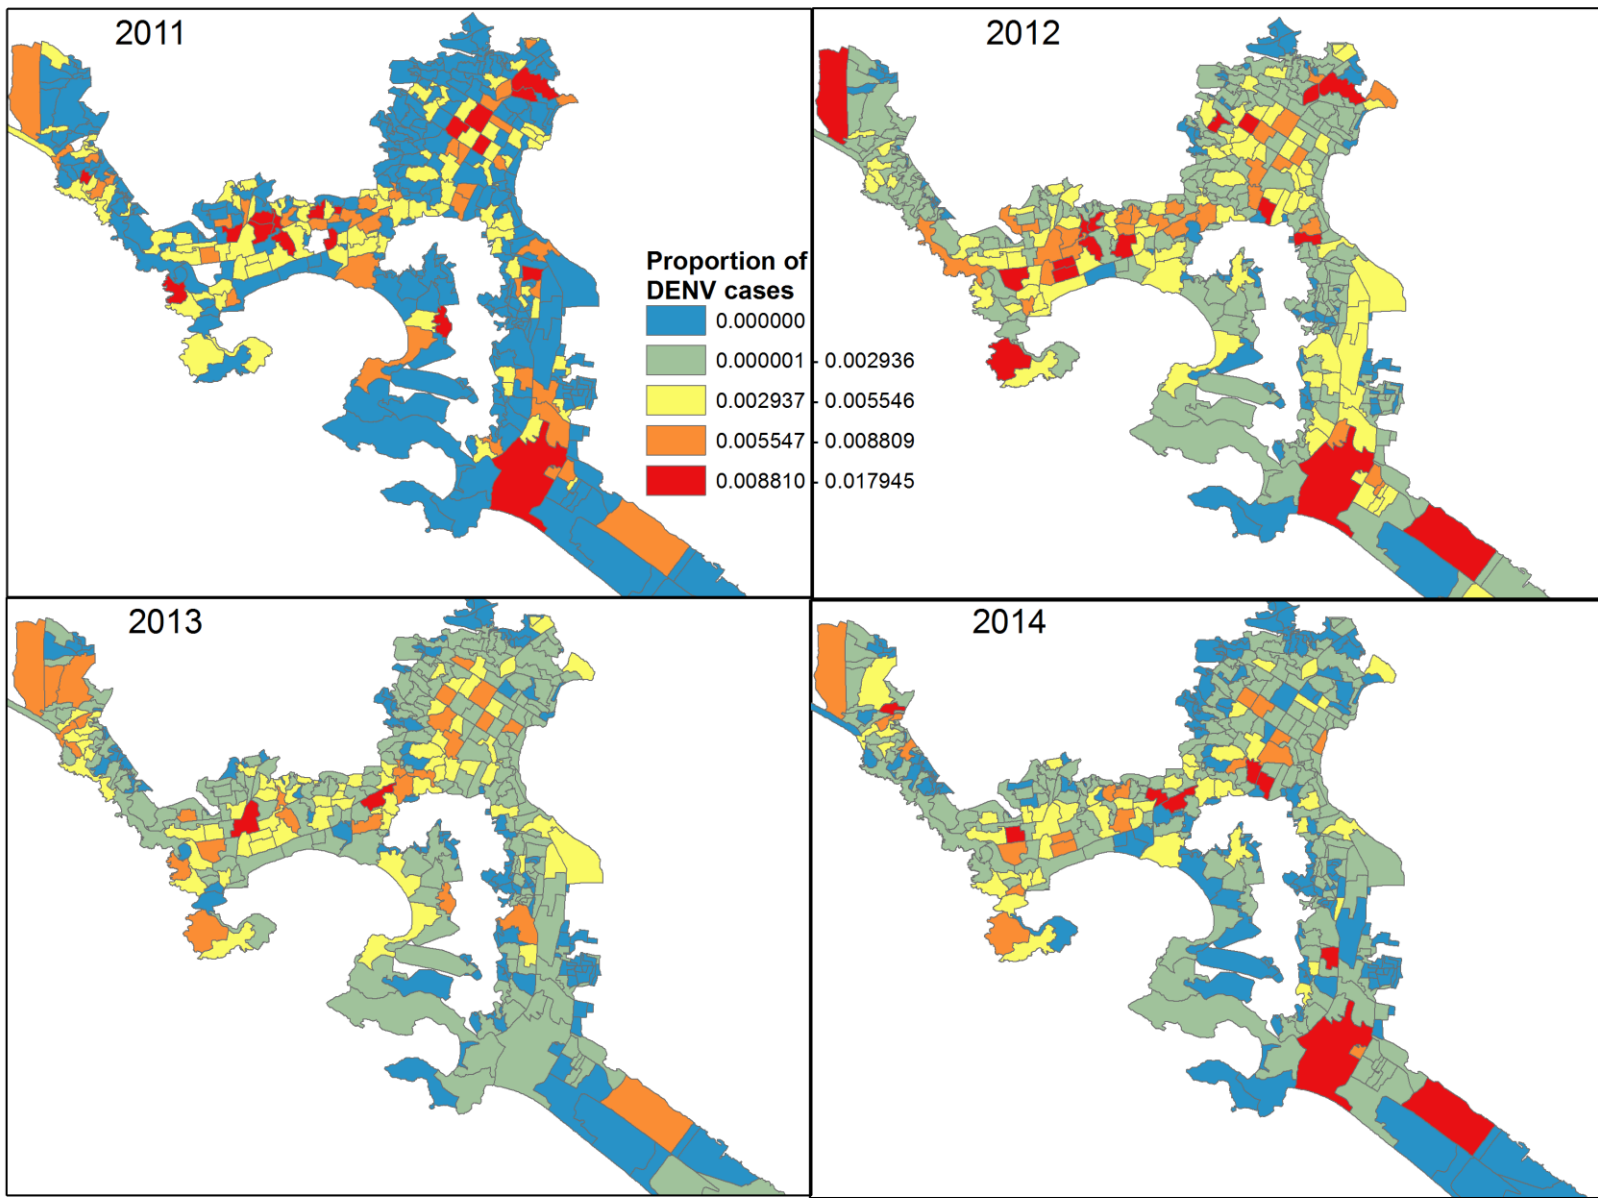 2011
2012
Proportion of
DENV cases
0.000000
0.000001 - 0.002936
0.002937 - 0.005546
0.005547 - 0.008809
0.008810 - 0.017945
2013
2014